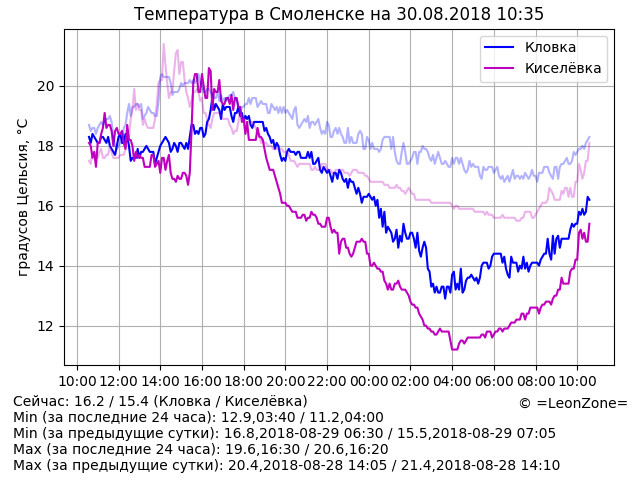 Температура в Смоленске на 30.08.2018 10:35
градусов Цельсия, °C
Кловка
Киселёвка
20
18
16
14
12
10:00 12:00 14:00 16:00 18:00 20:00 22:00 00:00 02:00 04:00 06:00 08:00 10:00
Сейчас: 16.2 / 15.4 (Кловка / Киселёвка)
© =LeonZone=
Min (за последние 24 часа): 12.9,03:40 / 11.2,04:00
Min (за предыдущие сутки): 16.8,2018-08-29 06:30 / 15.5,2018-08-29 07:05
Max (за последние 24 часа): 19.6,16:30 / 20.6,16:20
Max (за предыдущие сутки): 20.4,2018-08-28 14:05 / 21.4,2018-08-28 14:10